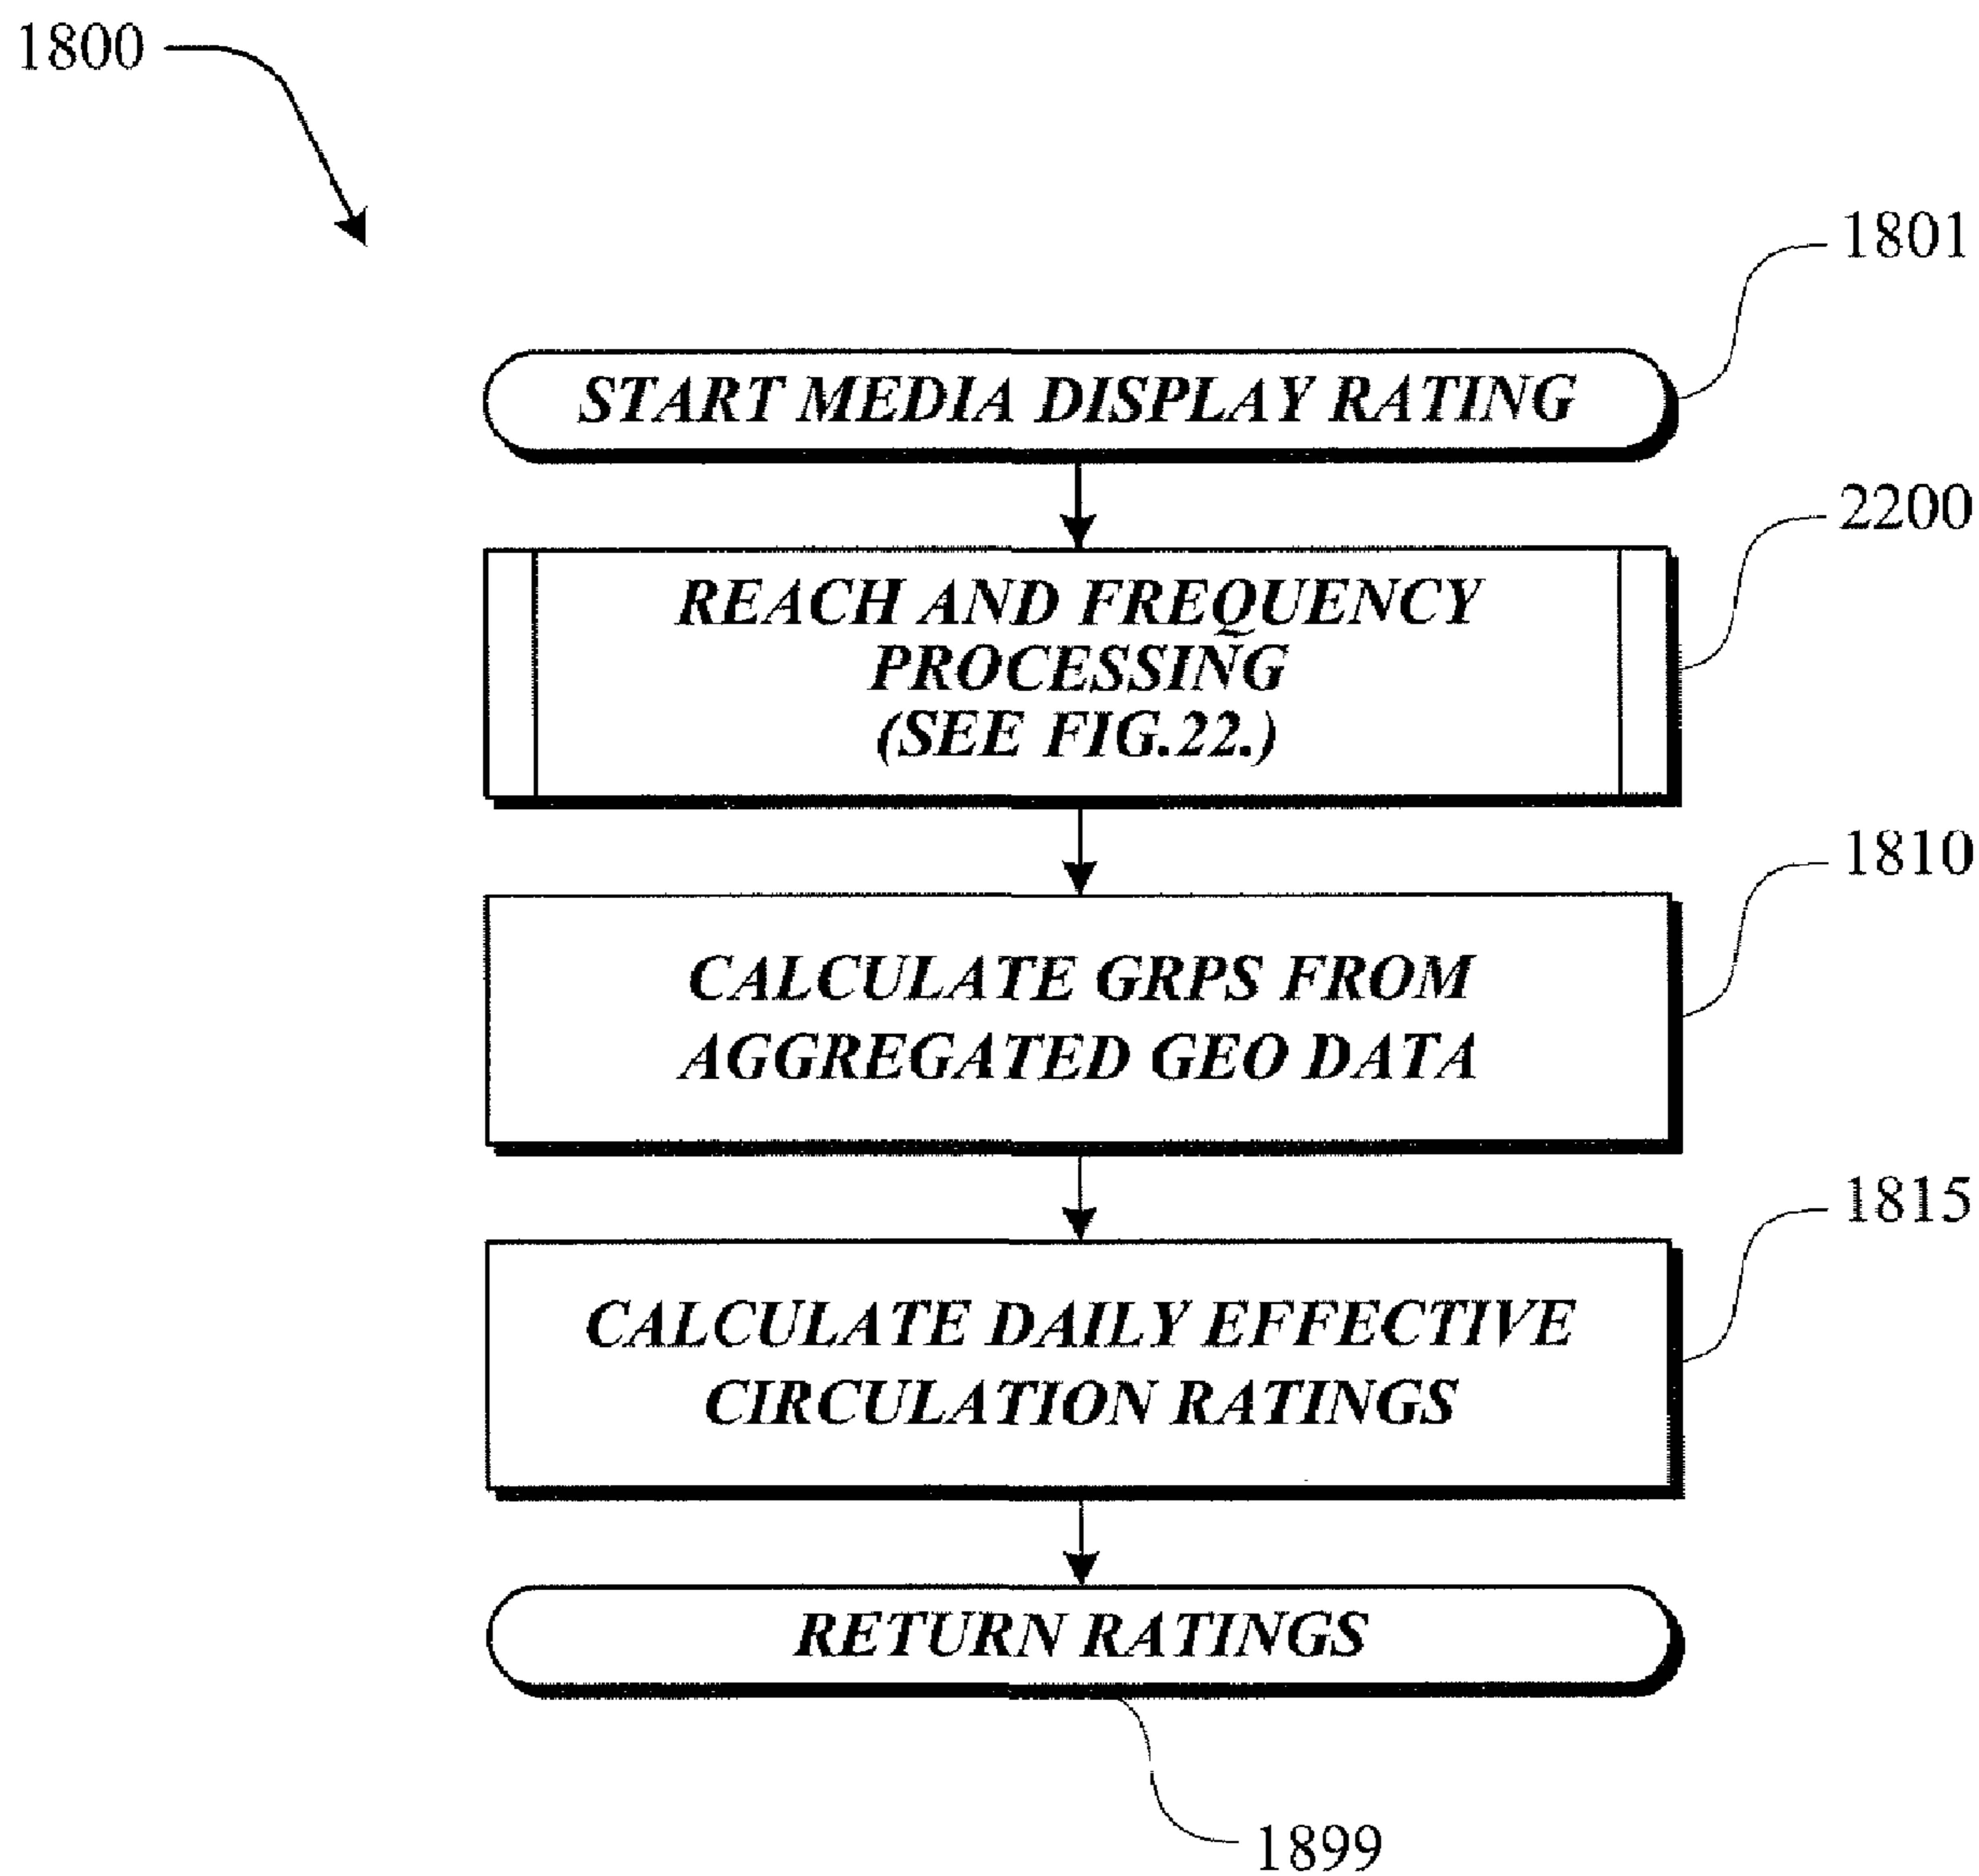 1800
1801
START MEDIA DISPLAY RATING
2200
REACH AND FREQUENCY
PROCESSING
(SEE FIG.22.)
1810
CALCULATE GRPS FROM
AGGREGATED GEO DATA
1815
CALCULATE DAILY EFFECTIVE
CIRCULATION RATINGS
RETURN RATINGS
1899